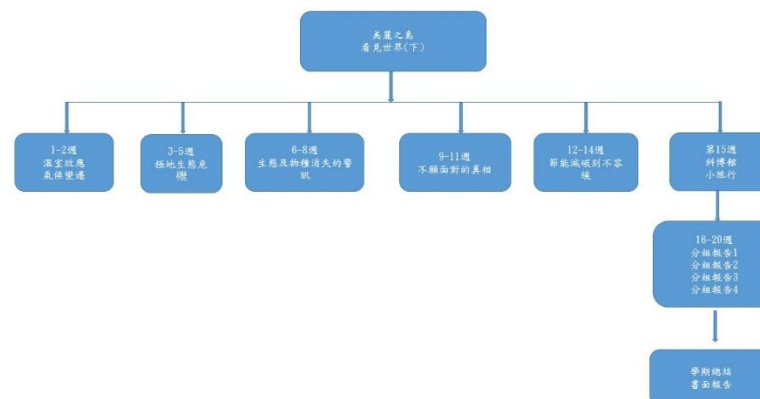 美麗之島
看見世界(下)
1-2週
溫室效應
氣候變遷
3-5週
極地生態危
機
6-8週
生態及物種消失的警
訊
9-11週
不願面對的真相
12-14週
節能減碳刻不容
緩
第15週
科博館
小旅行
16-20週
分組報告1
分組報告2
分組報告3
分組報告4
學期總結
書面報告